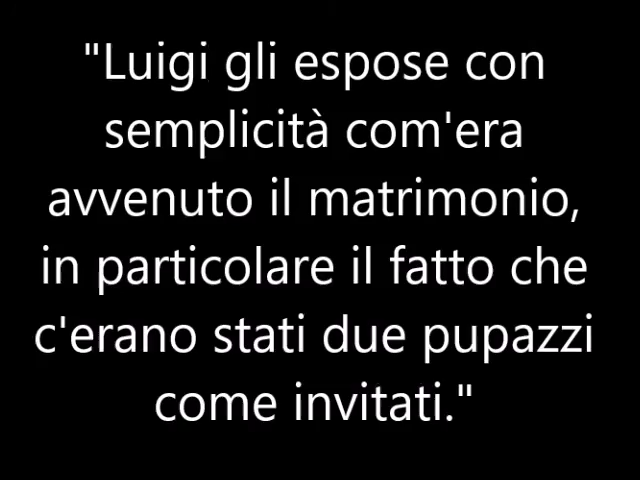 "Luigi gli espose con
semplicità com'era
avvenuto il matrimonio,
in particolare il fatto che
c'erano stati due pupazzi
come invitati."